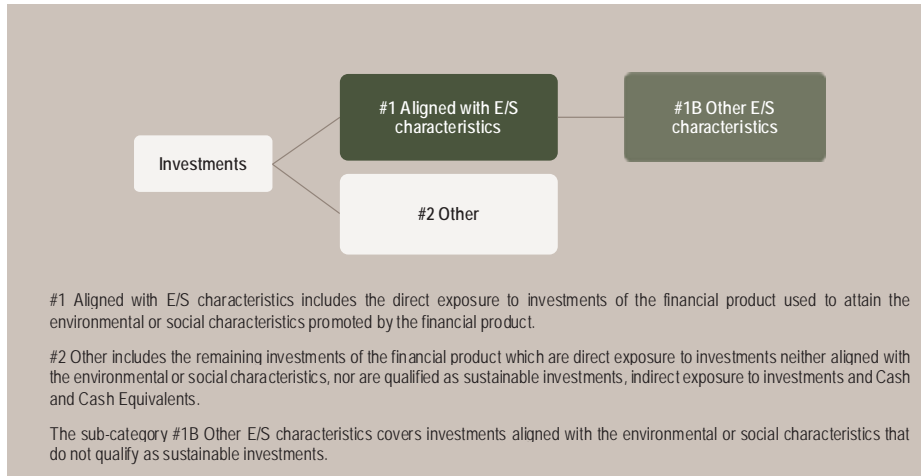 #1 Aligned with E/S
characteristics
#1B Other E/S
characteristics
Investments
#2 Other
#1 Aligned with E/S characteristics includes the direct exposure to investments of the financial product used to attain the
environmental or social characteristics promoted by the financial product.
#2 Other includes the remaining investments of the financial product which are direct exposure to investments neither aligned with
the environmental or social characteristics, nor are qualified as sustainable investments, indirect exposure to investments and Cash
and Cash Equivalents.
The sub-category #1B Other E/S characteristics covers investments aligned with the environmental or social characteristics that
do not qualify as sustainable investments.